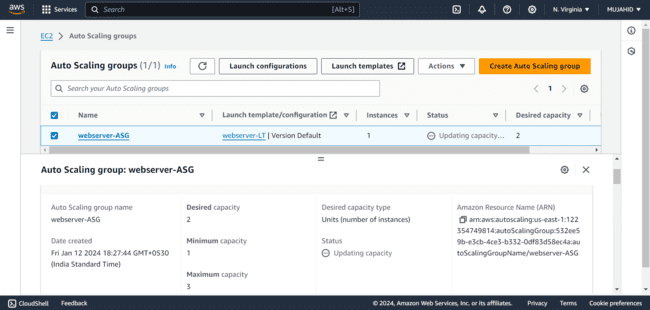 aws Services Search [Alt+S] N. Virginia MUJAHID
EC2 > Auto Scaling groups
Auto Scaling groups (1/1) Info Launch configurations Launch templates Actions Create Auto Scaling group
Search your Auto Scaling groups 1
Name Launch template/configuration Instances Status Desired capacity
webserver-ASG webserver-LT | Version Default 1 Updating capacity... 2
Auto Scaling group: webserver-ASG
Auto Scaling group name Desired capacity Desired capacity type Amazon Resource Name (ARN)
webserver-ASG 2 Units (number of instances) arn:aws:autoscaling:us-east-1:122
354749814:autoScalingGroup:532ee5
Date created Minimum capacity Status 9b-e3cb-4ce3-b332-0df83d58ec4a:au
Fri Jan 12 2024 18:27:44 GMT+0530 1 Updating capacity toScalingGroupName/webserver-ASG
(India Standard Time)
Maximum capacity
3
CloudShell Feedback © 2024, Amazon Web Services, Inc. or its affiliates. Privacy Terms Cookie preferences